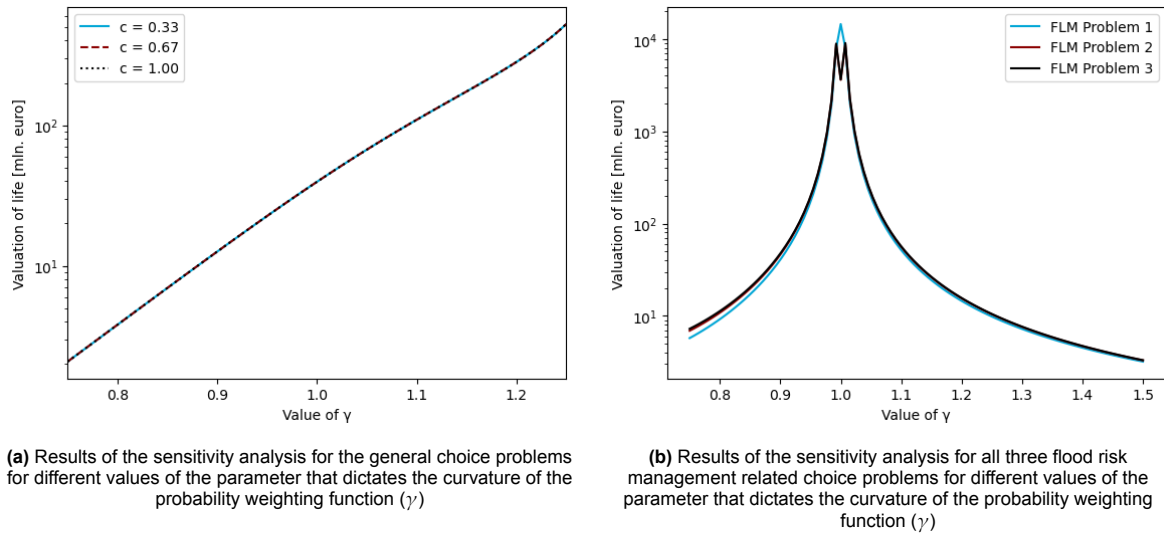 c = 0.33
c = 0.67
c = 1.00
Valuation of life [mln. euro]
10²
10¹
0.8 0.9 1.0 1.1 1.2
Value of γ
FLM Problem 1
FLM Problem 2
FLM Problem 3
Valuation of life [mln. euro]
10⁴
10³
10²
10¹
0.8 0.9 1.0 1.1 1.2 1.3 1.4 1.5
Value of γ
(a) Results of the sensitivity analysis for the general choice problems
for different values of the parameter that dictates the curvature of the
probability weighting function (γ)
(b) Results of the sensitivity analysis for all three flood risk
management related choice problems for different values of the
parameter that dictates the curvature of the probability weighting
function (γ)